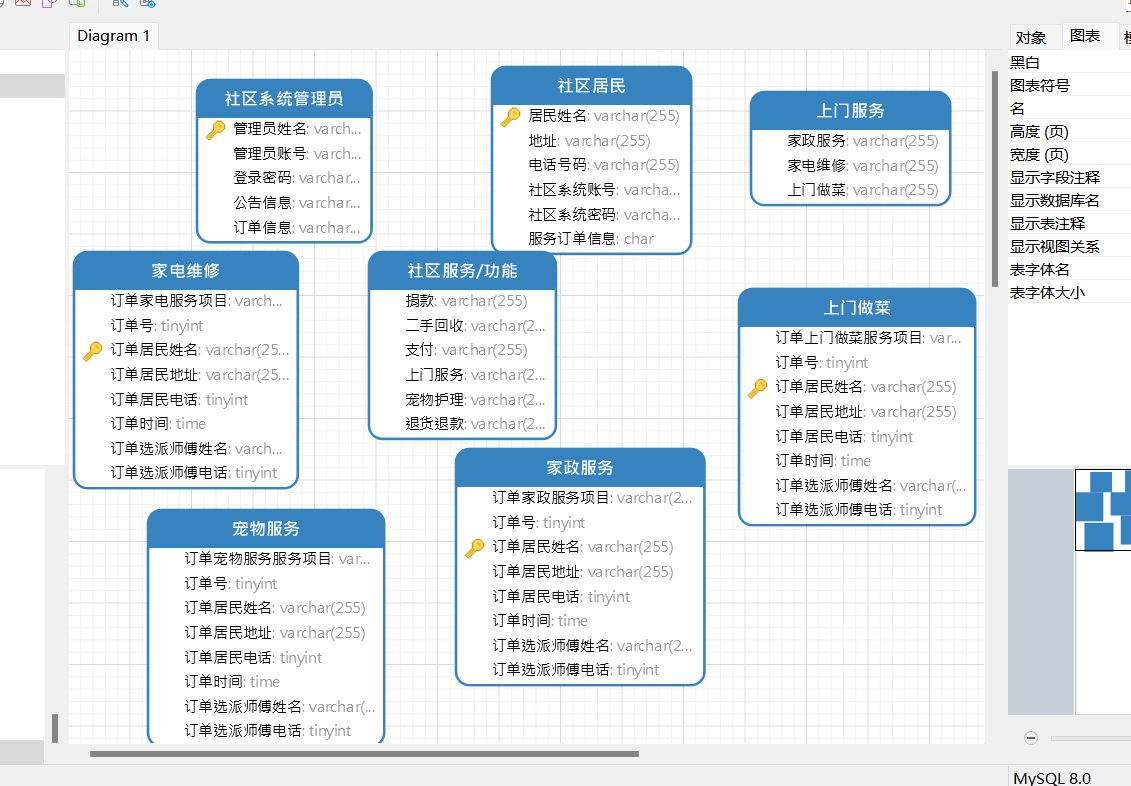 Diagram 1
社区系统管理员
管理员姓名: varch...
管理员账号: varch...
登录密码: varchar...
公告信息: varchar...
订单信息: varchar...
社区居民
居民姓名: varchar(255)
地址: varchar(255)
电话号码: varchar(255)
社区系统账号: varcha...
社区系统密码: varcha...
服务订单信息: char
上门服务
家政服务: varchar(255)
家电维修: varchar(255)
上门做菜: varchar(255)
家电维修
订单家电服务项目: varch...
订单号: tinyint
订单居民姓名: varchar(25...
订单居民地址: varchar(25...
订单居民电话: tinyint
订单时间: time
订单选派师傅姓名: varch...
订单选派师傅电话: tinyint
社区服务/功能
捐款: varchar(255)
二手回收: varchar(2...
支付: varchar(255)
上门服务: varchar(2...
宠物护理: varchar(2...
退货退款: varchar(2...
上门做菜
订单上门做菜服务项目: var...
订单号: tinyint
订单居民姓名: varchar(255)
订单居民地址: varchar(255)
订单居民电话: tinyint
订单时间: time
订单选派师傅姓名: varchar(...
订单选派师傅电话: tinyint
家政服务
订单家政服务项目: varchar(2...
订单号: tinyint
订单居民姓名: varchar(255)
订单居民地址: varchar(255)
订单居民电话: tinyint
订单时间: time
订单选派师傅姓名: varchar(2...
订单选派师傅电话: tinyint
宠物服务
订单宠物服务服务项目: var...
订单号: tinyint
订单居民姓名: varchar(255)
订单居民地址: varchar(255)
订单居民电话: tinyint
订单时间: time
订单选派师傅姓名: varchar(...
订单选派师傅电话: tinyint
对象 图表
黑白
图表符号
名
高度 (页)
宽度 (页)
显示字段注释
显示数据库名
显示表注释
显示视图关系
表字体名
表字体大小
MySQL 8.0